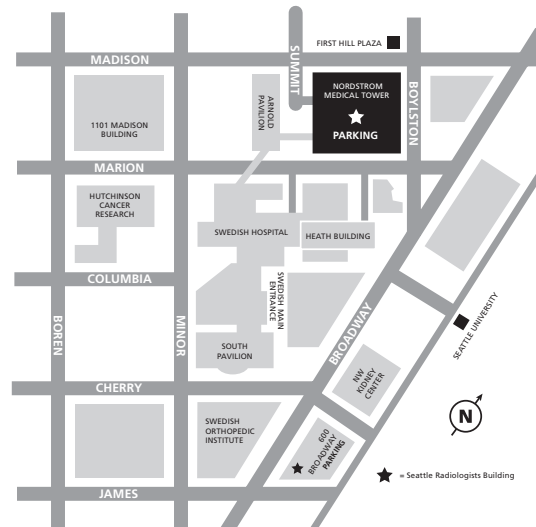 FIRST HILL PLAZA
SUMMIT
MADISON
NORDSTROM
MEDICAL TOWER
PARKING
BOYLSTON
ARNOLD
PAVILION
1101 MADISON
BUILDING
MARION
HUTCHINSON
CANCER
RESEARCH
SWEDISH HOSPITAL
HEATH BUILDING
COLUMBIA
SWEDISH MAIN
ENTRANCE
BOREN
MINOR
BROADWAY
SEATTLE UNIVERSITY
SOUTH
PAVILION
NW
KIDNEY
CENTER
CHERRY
N
SWEDISH
ORTHOPEDIC
INSTITUTE
600
BROADWAY
PARKING
= Seattle Radiologists Building
JAMES